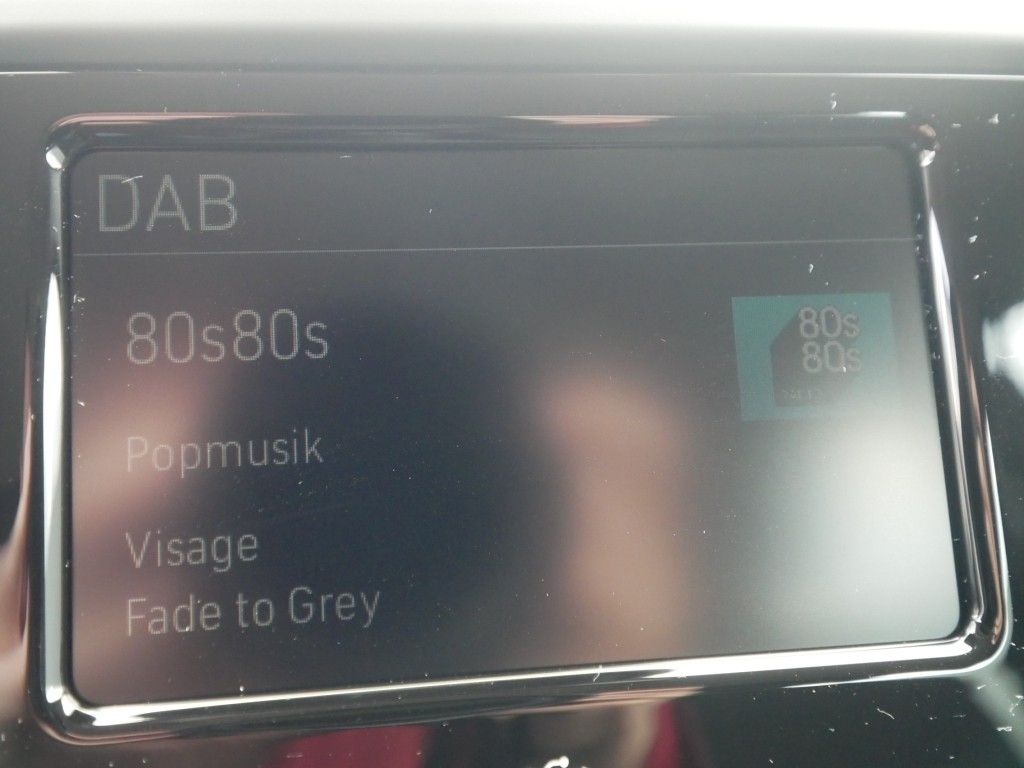 DAB
80s80s
80s
80s
Popmusik
Visage
Fade to Grey